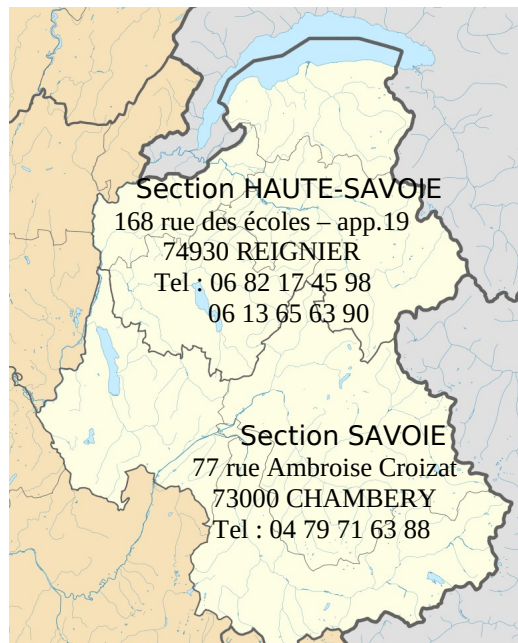 Section HAUTE-SAVOIE
168 rue des écoles – app.19
74930 REIGNIER
Tel : 06 82 17 45 98
06 13 65 63 90
Section SAVOIE
77 rue Ambroise Croizat
73000 CHAMBERY
Tel : 04 79 71 63 88